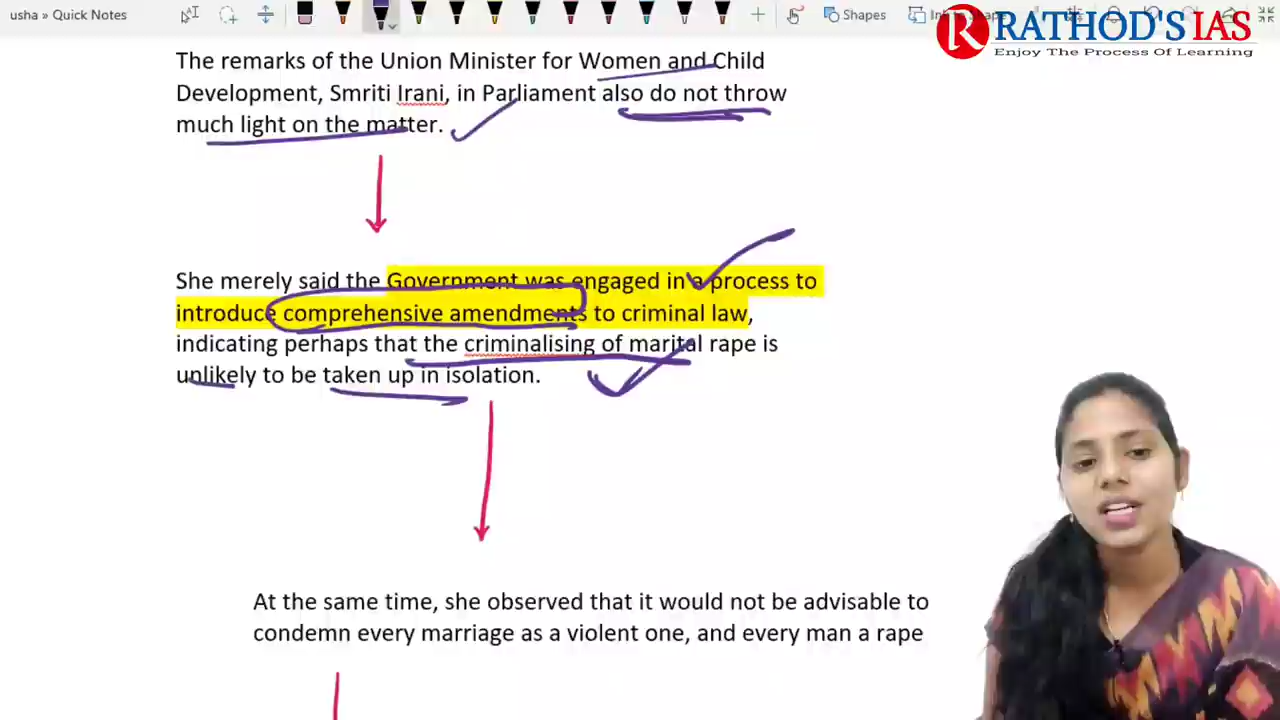 usha » Quick Notes
Shapes
RATHOD'S IAS
Enjoy The Process Of Learning
The remarks of the Union Minister for Women and Child
Development, Smriti Irani, in Parliament also do not throw
much light on the matter.
She merely said the Government was engaged in a process to
introduce comprehensive amendments to criminal law,
indicating perhaps that the criminalising of marital rape is
unlikely to be taken up in isolation.
At the same time, she observed that it would not be advisable to
condemn every marriage as a violent one, and every man a rape